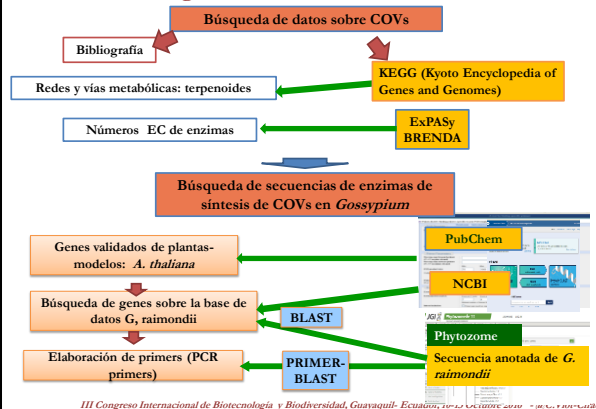 Búsqueda de datos sobre COVs
Bibliografía
KEGG (Kyoto Encyclopedia of
Genes and Genomes)
Redes y vías metabólicas: terpenoides
ExPASy
BRENDA
Números EC de enzimas
Búsqueda de secuencias de enzimas de
síntesis de COVs en Gossypium
PubChem
Genes validados de plantas-
modelos: A. thaliana
NCBI
Búsqueda de genes sobre la base de
datos G, raimondii
BLAST
Phytozome
Secuencia anotada de G.
raimondii
Elaboración de primers (PCR
primers)
PRIMER-
BLAST
III Congreso Internacional de Biotecnología y Biodiversidad, Guayaquil- Ecuador,